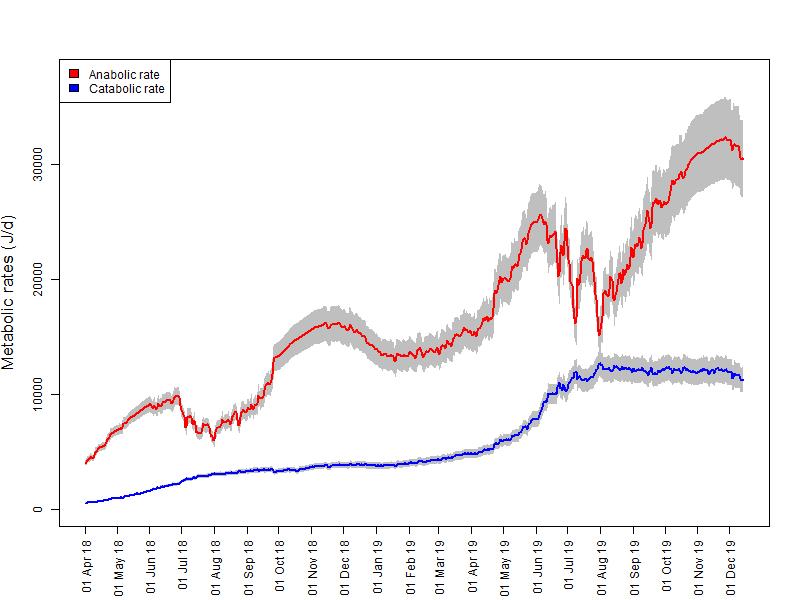 Anabolic rate
Catabolic rate
Metabolic rates (J/d)
30000
20000
10000
0
01 Apr 18
01 May 18
01 Jun 18
01 Jul 18
01 Aug 18
01 Sep 18
01 Oct 18
01 Nov 18
01 Dec 18
01 Jan 19
01 Feb 19
01 Mar 19
01 Apr 19
01 May 19
01 Jun 19
01 Jul 19
01 Aug 19
01 Sep 19
01 Oct 19
01 Nov 19
01 Dec 19